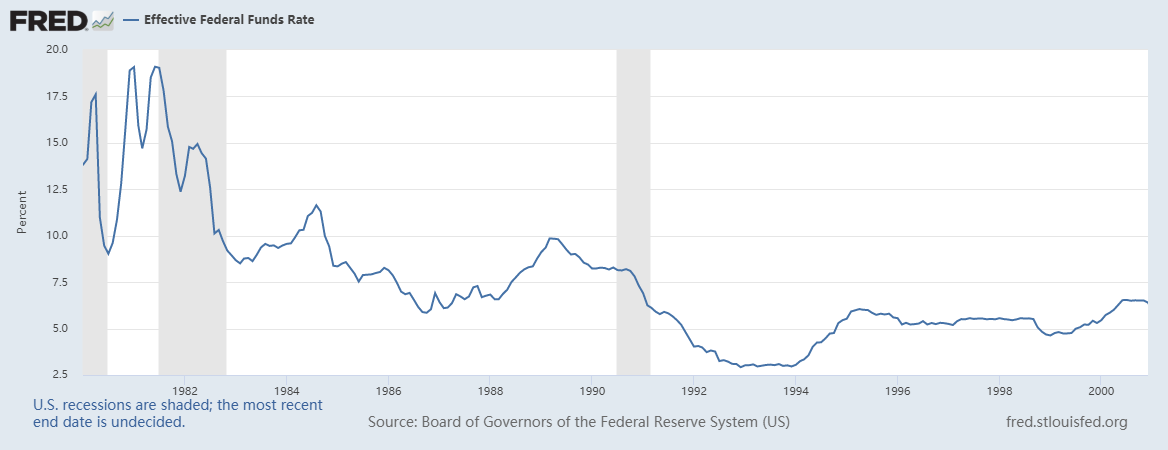 FRED
Effective Federal Funds Rate
20.0
17.5
15.0
12.5
10.0
7.5
5.0
2.5
Percent
1982 1984 1986 1988 1990 1992 1994 1996 1998 2000
U.S. recessions are shaded; the most recent
end date is undecided.
Source: Board of Governors of the Federal Reserve System (US)
fred.stlouisfed.org